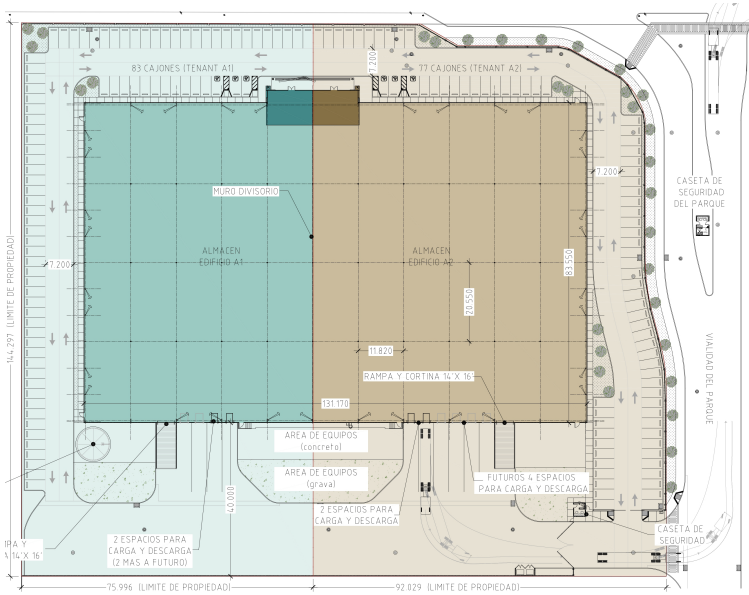 83 CAJONES (TENANT A1)
7.200
77 CAJONES (TENANT A2)
7.200
CASETA DE
SEGURIDAD
DEL PARQUE
MURO DIVISORIO
ALMACEN
EDIFICIO A1
ALMACEN
EDIFICIO A2
83.550
7.200
20.550
144.297 (LIMITE DE PROPIEDAD)
11.820
VIALIDAD DEL PARQUE
RAMPA Y CORTINA 14'X 16'
131.170
AREA DE EQUIPOS
(concreto)
AREA DE EQUIPOS
(grava)
FUTUROS 4 ESPACIOS
PARA CARGA Y DESCARGA
40.000
2 ESPACIOS PARA
CARGA Y DESCARGA
CASETA DE
SEGURIDAD
PA Y
14'X 16'
2 ESPACIOS PARA
CARGA Y DESCARGA
(2 MAS A FUTURO)
75.996 (LIMITE DE PROPIEDAD)
92.029 (LIMITE DE PROPIEDAD)